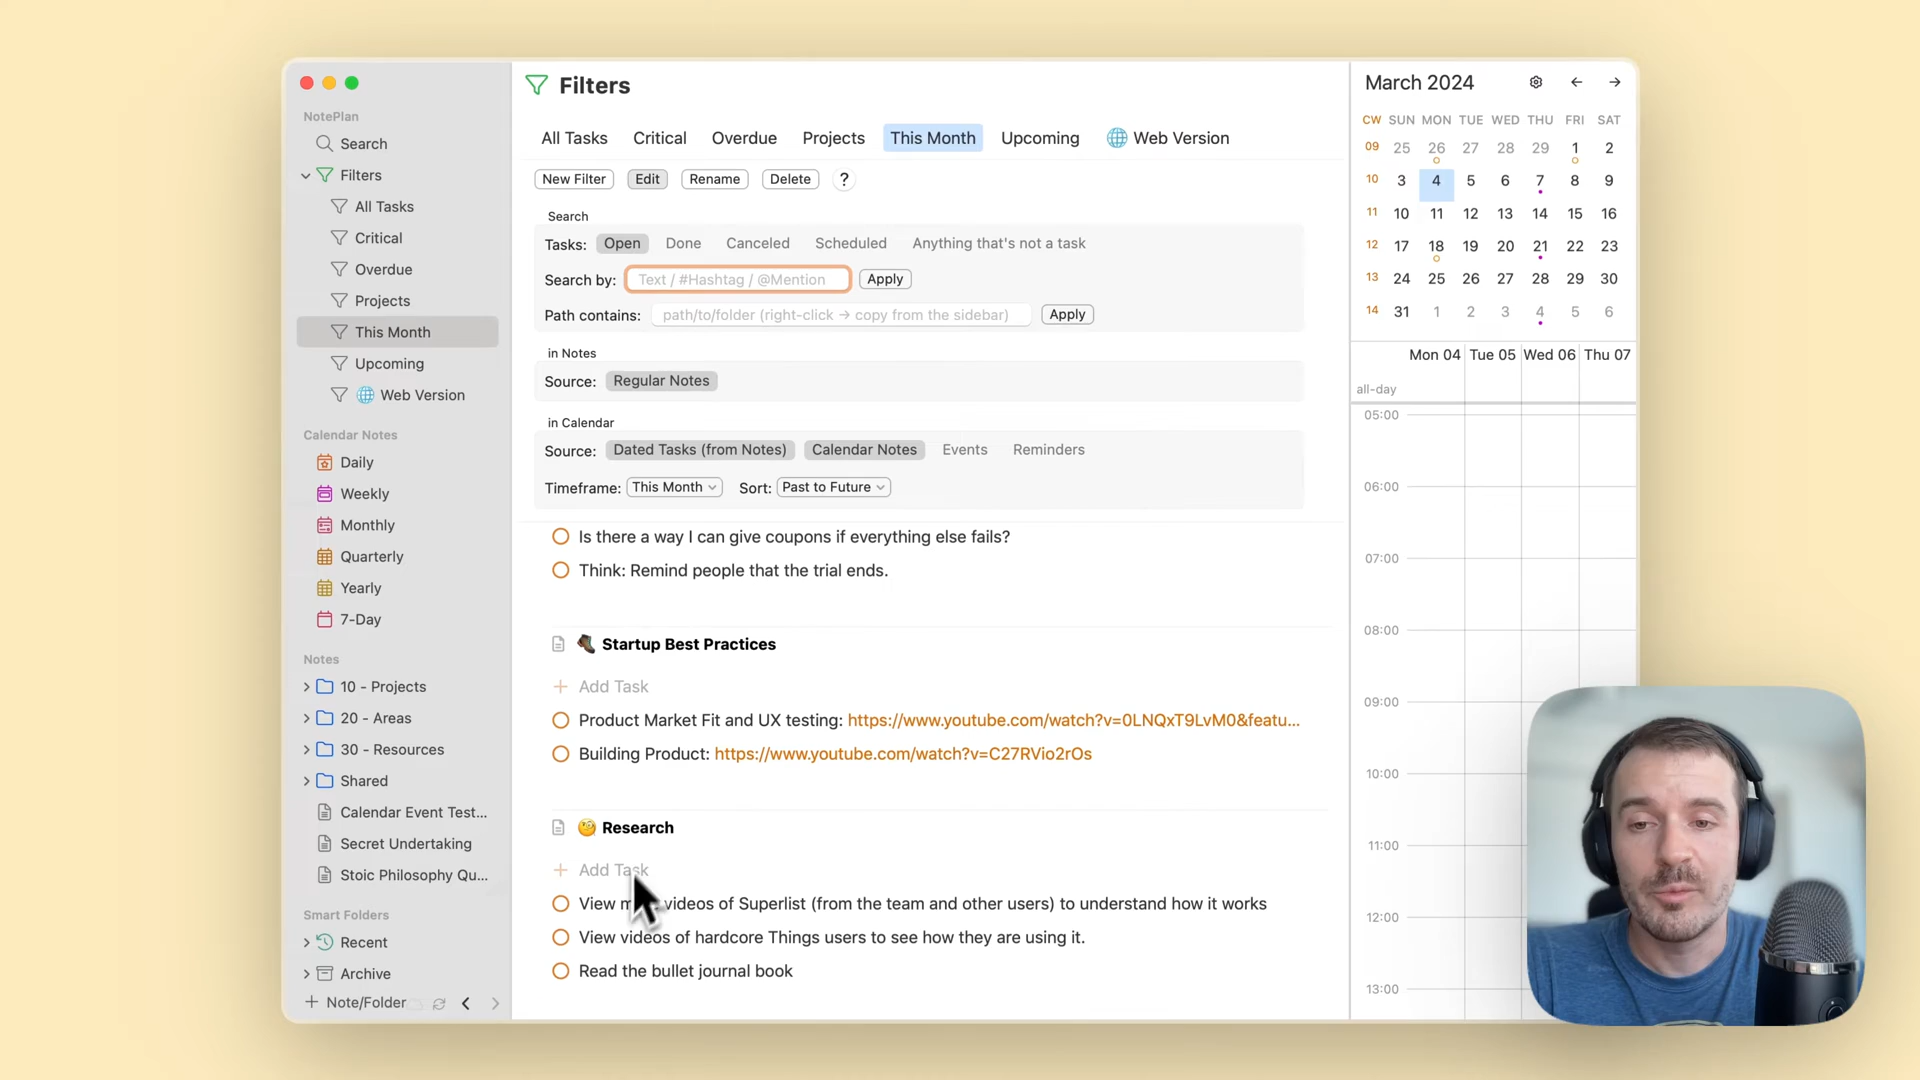 NotePlan
Search
Filters
All Tasks
Critical
Overdue
Projects
This Month
Upcoming
Web Version
Calendar Notes
Daily
Weekly
Monthly
Quarterly
Yearly
7-Day
Notes
10 - Projects
20 - Areas
30 - Resources
Shared
Calendar Event Test...
Secret Undertaking
Stoic Philosophy Qu...
Smart Folders
Recent
Archive
+ Note/Folder
Filters
All Tasks Critical Overdue Projects This Month Upcoming Web Version
New Filter Edit Rename Delete ?
Search
Tasks: Open Done Canceled Scheduled Anything that's not a task
Search by: Text / #Hashtag / @Mention Apply
Path contains: path/to/folder (right-click → copy from the sidebar) Apply
in Notes
Source: Regular Notes
in Calendar
Source: Dated Tasks (from Notes) Calendar Notes Events Reminders
Timeframe: This Month Sort: Past to Future
Is there a way I can give coupons if everything else fails?
Think: Remind people that the trial ends.
Startup Best Practices
+ Add Task
Product Market Fit and UX testing: https://www.youtube.com/watch?v=0LNQxT9LvM0&featu...
Building Product: https://www.youtube.com/watch?v=C27RVio2rOs
Research
+ Add Task
View videos of Superlist (from the team and other users) to understand how it works
View videos of hardcore Things users to see how they are using it.
Read the bullet journal book
March 2024 ← →
CW SUN MON TUE WED THU FRI SAT
09 25 26 27 28 29 1 2
10 3 4 5 6 7 8 9
11 10 11 12 13 14 15 16
12 17 18 19 20 21 22 23
13 24 25 26 27 28 29 30
14 31 1 2 3 4 5 6
Mon 04 Tue 05 Wed 06 Thu 07
all-day
05:00
06:00
07:00
08:00
09:00
10:00
11:00
12:00
13:00